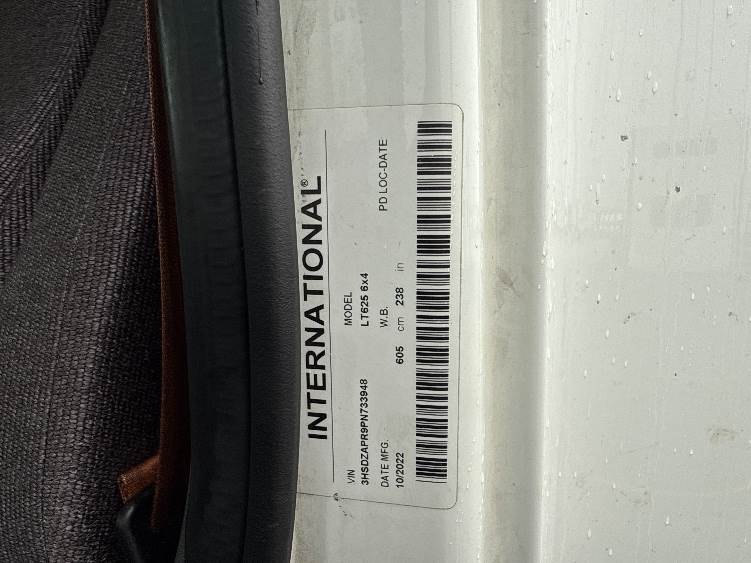 INTERNATIONAL®
VIN MODEL
3HSDZAPR9PN733948 LT625 6x4
DATE MFG. W.B. PD LOC-DATE
10/2022 605 cm 238 in